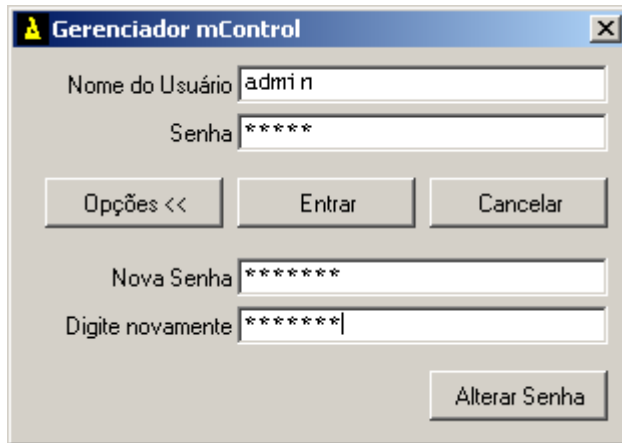 Gerenciador mControl
Nome do Usuário admin
Senha *****
Opções << Entrar Cancelar
Nova Senha *******
Digite novamente *******
Alterar Senha